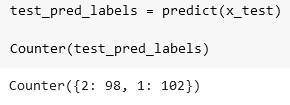 test_pred_labels = predict(x_test)
Counter(test_pred_labels)
Counter({2: 98, 1: 102})